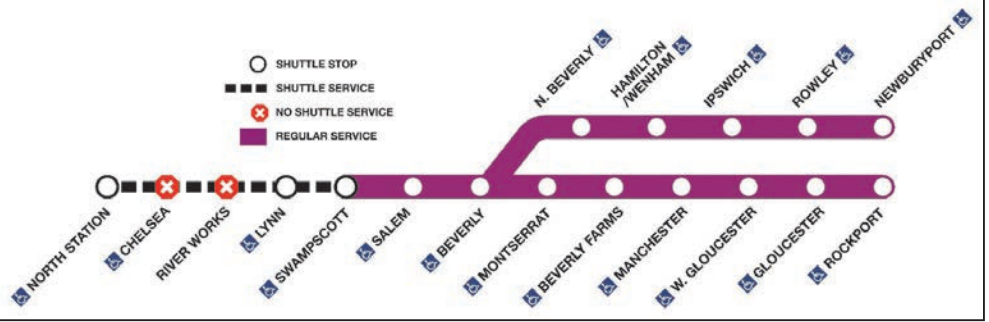 SHUTTLE STOP
SHUTTLE SERVICE
NO SHUTTLE SERVICE
REGULAR SERVICE
N. BEVERLY
HAMILTON
/WENHAM
IPSWICH
ROWLEY
NEWBURYPORT
NORTH STATION
CHELSEA
RIVER WORKS
LYNN
SWAMPSCOTT
SALEM
BEVERLY
MONTSERRAT
BEVERLY FARMS
MANCHESTER
W. GLOUCESTER
GLOUCESTER
ROCKPORT